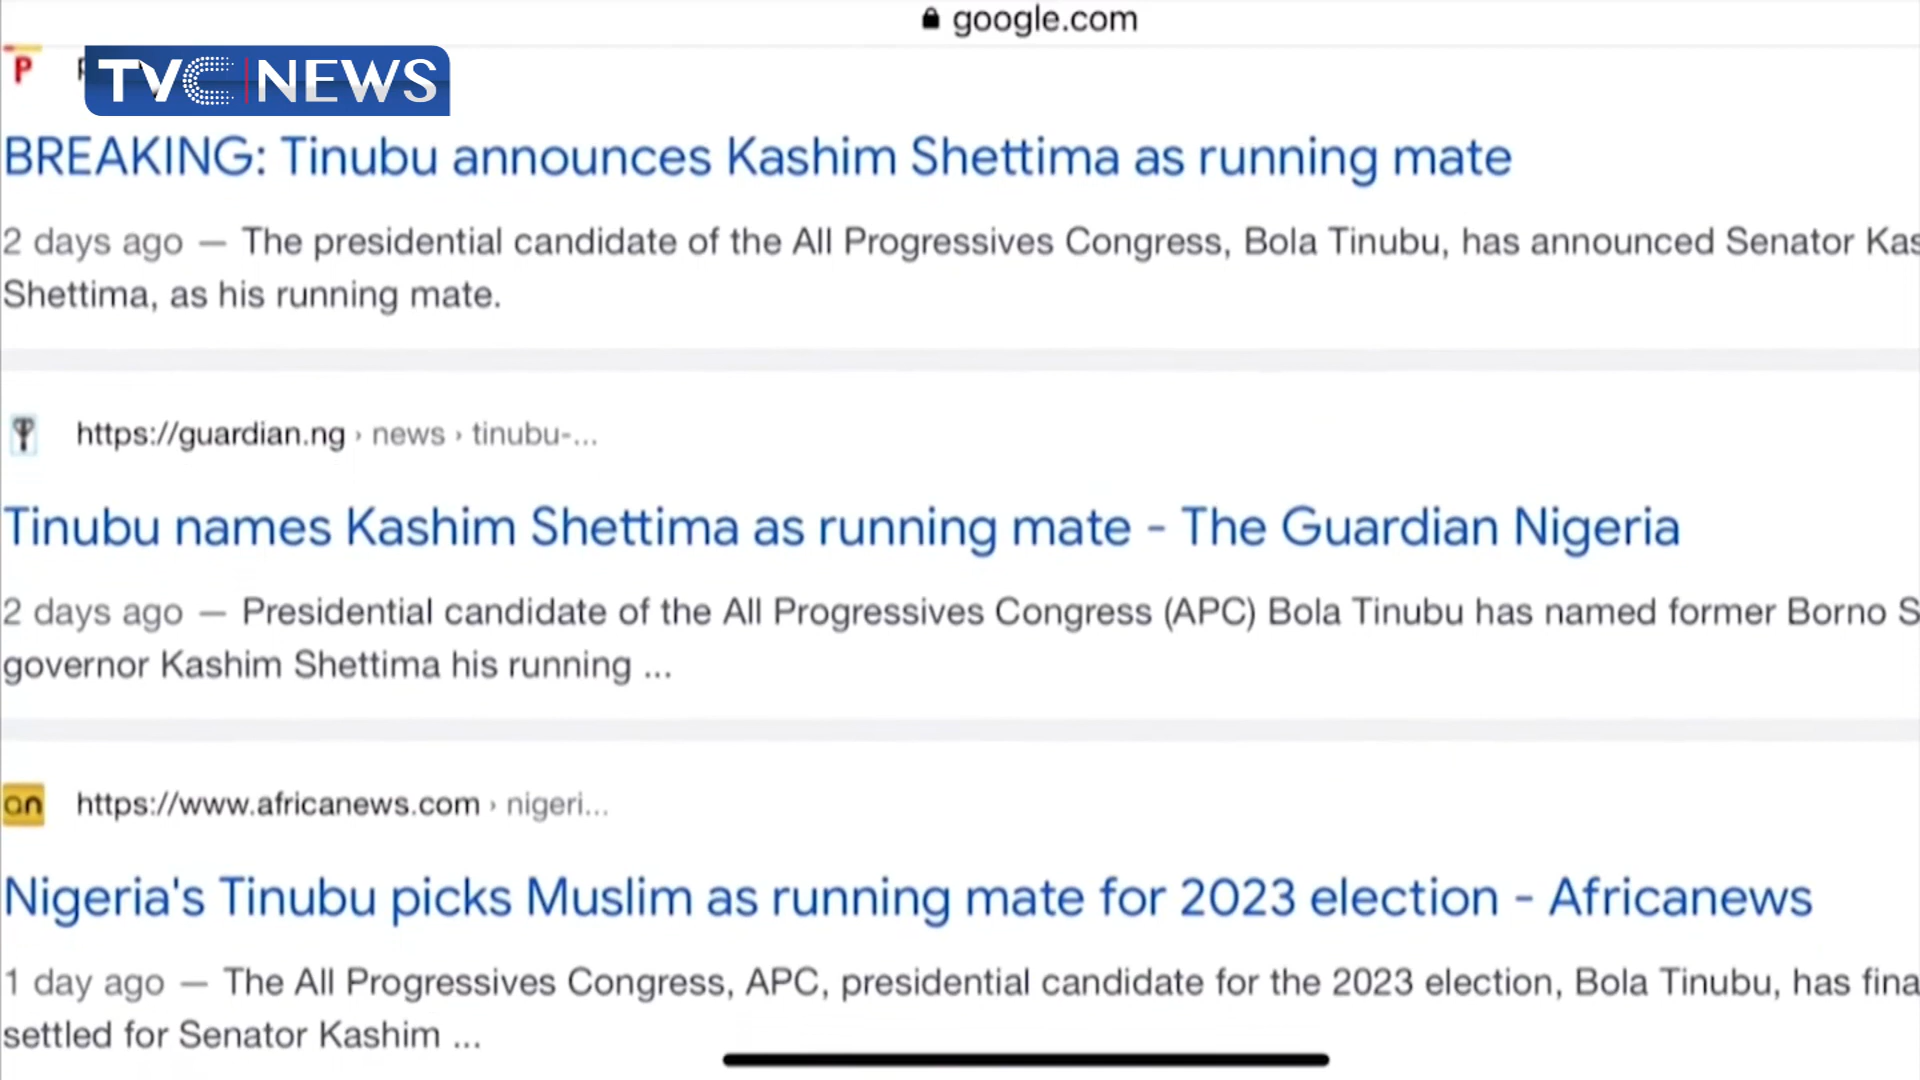 google.com
P
TVC NEWS
BREAKING: Tinubu announces Kashim Shettima as running mate
2 days ago — The presidential candidate of the All Progressives Congress, Bola Tinubu, has announced Senator Kas
Shettima, as his running mate.
https://guardian.ng › news › tinubu-...
Tinubu names Kashim Shettima as running mate - The Guardian Nigeria
2 days ago — Presidential candidate of the All Progressives Congress (APC) Bola Tinubu has named former Borno S
governor Kashim Shettima his running ...
an https://www.africanews.com › nigeri...
Nigeria's Tinubu picks Muslim as running mate for 2023 election - Africanews
1 day ago — The All Progressives Congress, APC, presidential candidate for the 2023 election, Bola Tinubu, has fina
settled for Senator Kashim ...